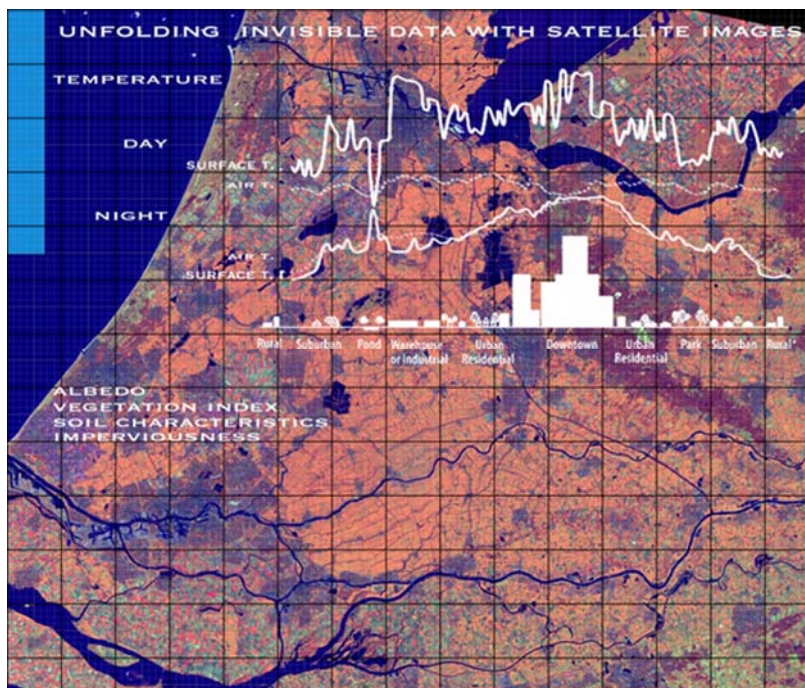 UNFOLDING INVISIBLE DATA WITH SATELLITE IMAGES
TEMPERATURE
DAY
SURFACE T.
AIR T.
NIGHT
AIR T.
SURFACE T.
Rural Suburban Pond Warehouse or Industrial Urban Residential Downtown Urban Residential Park Suburban Rural
ALBEDO
VEGETATION INDEX
SOIL CHARACTERISTICS
IMPERVIOUSNESS